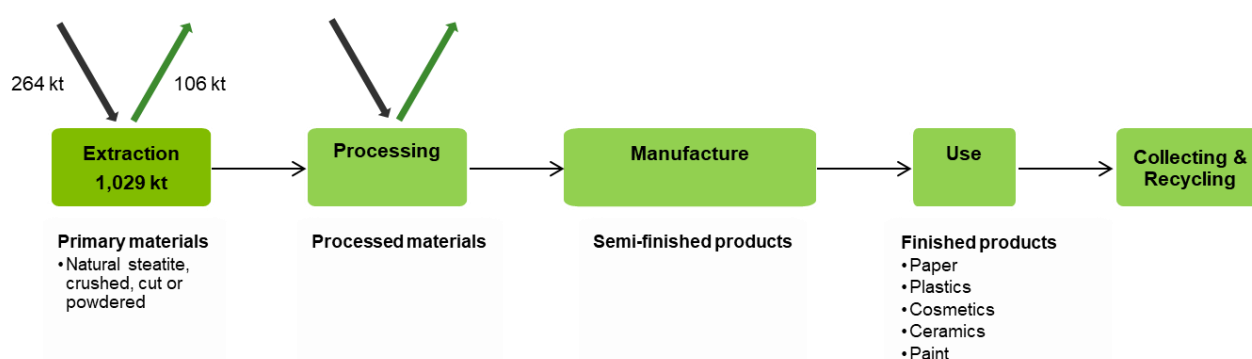 264 kt
106 kt
Extraction
1,029 kt
Processing
Manufacture
Use
Collecting &
Recycling
Primary materials
•Natural steatite,
crushed, cut or
powdered
Processed materials
Semi-finished products
Finished products
•Paper
•Plastics
•Cosmetics
•Ceramics
•Paint